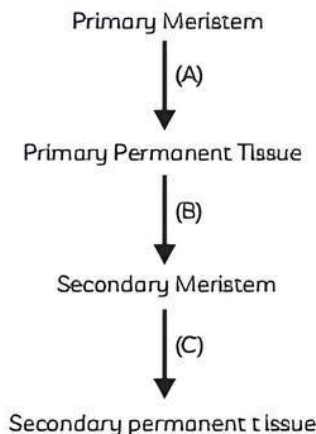 Primary Meristem
(A)
Primary Permanent Tissue
(B)
Secondary Meristem
(C)
Secondary permanent tissue